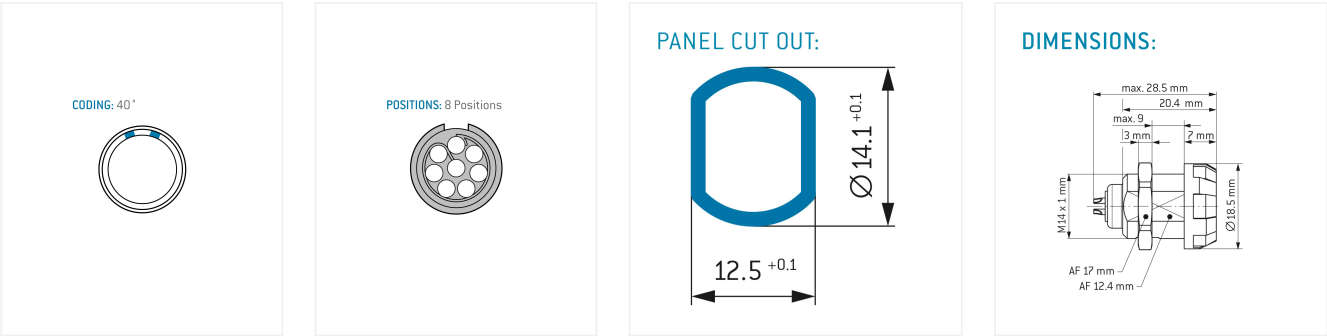 CODING: 40°
POSITIONS: 8 Positions
PANEL CUT OUT:
Ø 14.1 +0.1
12.5 +0.1
DIMENSIONS:
max. 28.5 mm
20.4 mm
max. 9
3 mm
7 mm
M14 x 1 mm
Ø 18.5 mm
AF 17 mm
AF 12.4 mm